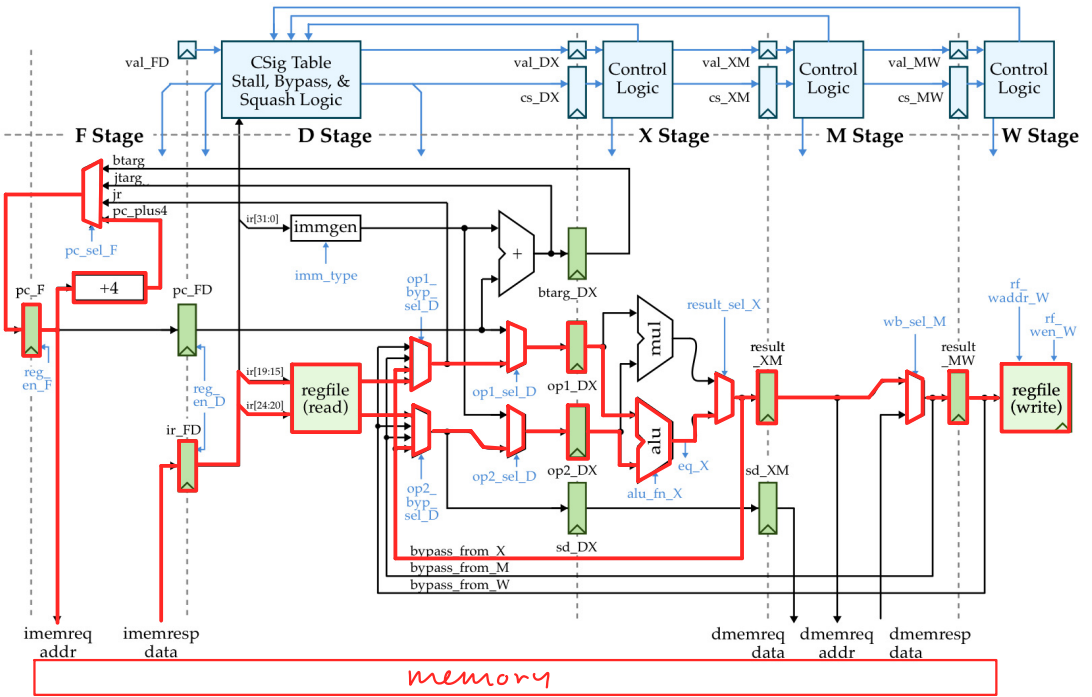 val_FD
CSig Table
Stall, Bypass, &
Squash Logic
val_DX
cs_DX
Control
Logic
val_XM
cs_XM
Control
Logic
val_MW
cs_MW
Control
Logic
F Stage
D Stage
X Stage
M Stage
W Stage
btarg
jtarg
jr
pc_plus4
pc_sel_F
ir[31:0]
immgen
imm_type
+
btarg_DX
+4
pc_F
reg_
en_F
pc_FD
reg_
en_D
ir_FD
ir[19:15]
ir[24:20]
regfile
(read)
op1_
byp_
sel_D
op2_
byp_
sel_D
op1_sel_D
op2_sel_D
op1_DX
op2_DX
mul
alu
alu_fn_X
eq_X
result_sel_X
result
_XM
sd_DX
sd_XM
wb_sel_M
result
_MW
rf_
waddr_W
rf_
wen_W
regfile
(write)
bypass_from_X
bypass_from_M
bypass_from_W
imemreq
addr
imemresp
data
dmemreq
data
dmemreq
addr
dmemresp
data
memory